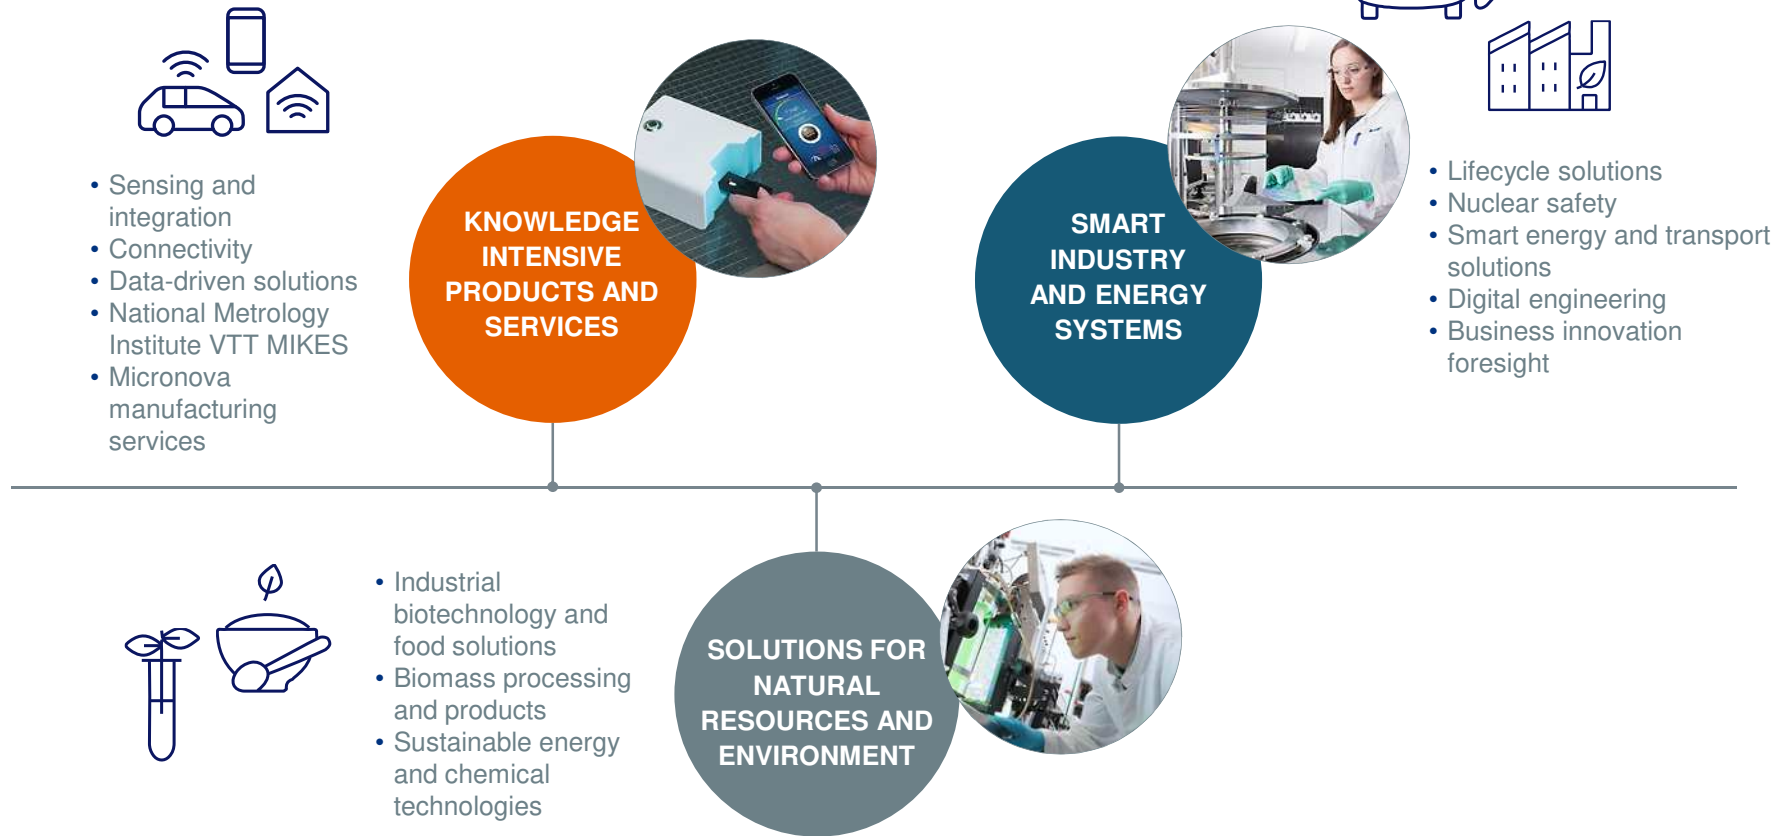 • Sensing and
integration
• Connectivity
• Data-driven solutions
• National Metrology
Institute VTT MIKES
• Micronova
manufacturing
services
KNOWLEDGE
INTENSIVE
PRODUCTS AND
SERVICES
SMART
INDUSTRY
AND ENERGY
SYSTEMS
• Lifecycle solutions
• Nuclear safety
• Smart energy and transport
solutions
• Digital engineering
• Business innovation
foresight
• Industrial
biotechnology and
food solutions
• Biomass processing
and products
• Sustainable energy
and chemical
technologies
SOLUTIONS FOR
NATURAL
RESOURCES AND
ENVIRONMENT